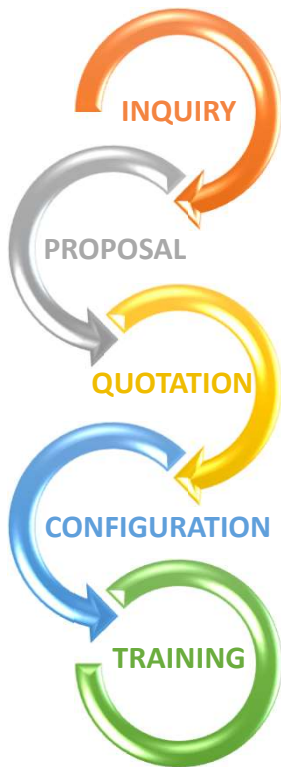 INQUIRY
PROPOSAL
QUOTATION
CONFIGURATION
TRAINING